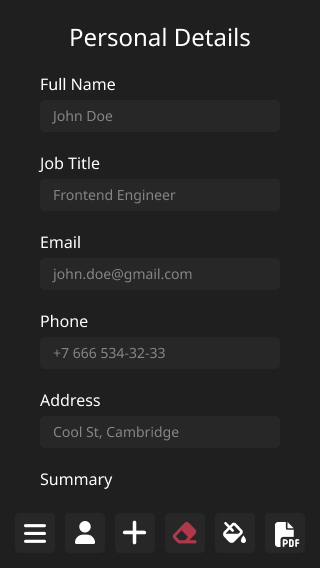 Personal Details
Full Name
John Doe
Job Title
Frontend Engineer
Email
john.doe@gmail.com
Phone
+7 666 534-32-33
Address
Cool St, Cambridge
Summary
PDF